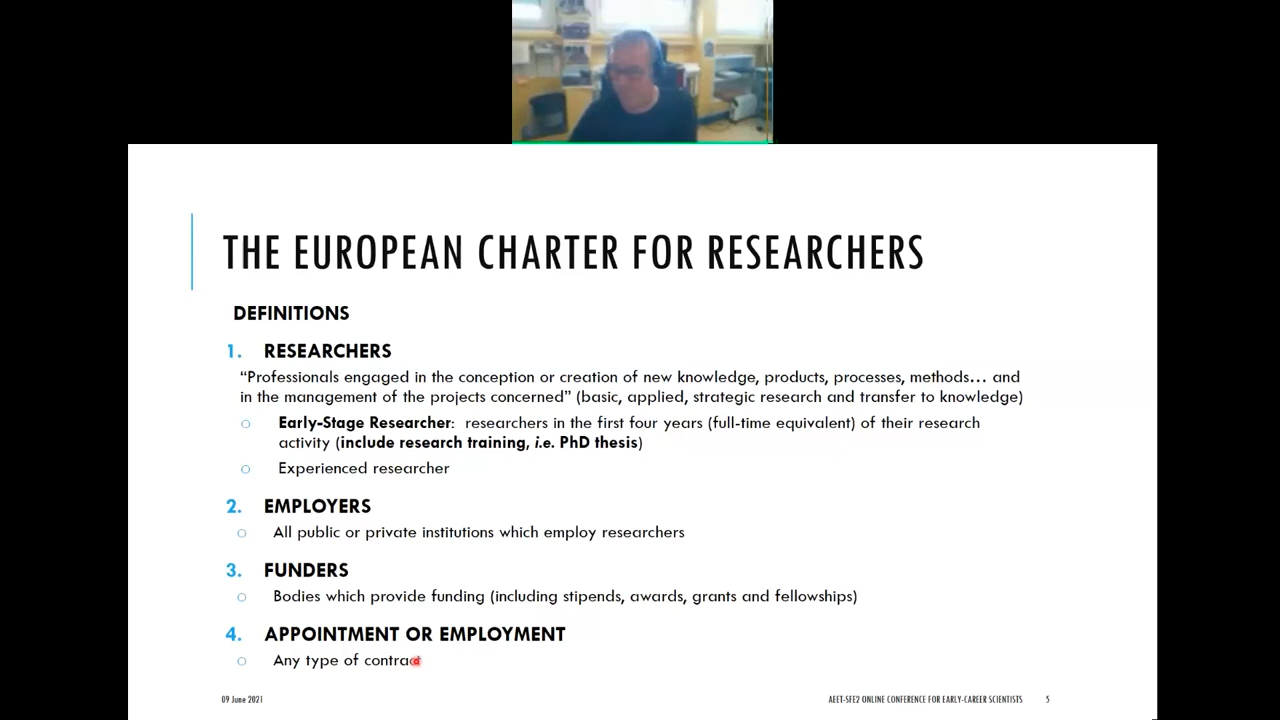 THE EUROPEAN CHARTER FOR RESEARCHERS
DEFINITIONS
1. RESEARCHERS
“Professionals engaged in the conception or creation of new knowledge, products, processes, methods… and
in the management of the projects concerned” (basic, applied, strategic research and transfer to knowledge)
o Early-Stage Researcher: researchers in the first four years (full-time equivalent) of their research
activity (include research training, i.e. PhD thesis)
o Experienced researcher
2. EMPLOYERS
o All public or private institutions which employ researchers
3. FUNDERS
o Bodies which provide funding (including stipends, awards, grants and fellowships)
4. APPOINTMENT OR EMPLOYMENT
o Any type of contract
09 June 2021 AEET-SFE2 ONLINE CONFERENCE FOR EARLY-CAREER SCIENTISTS 5